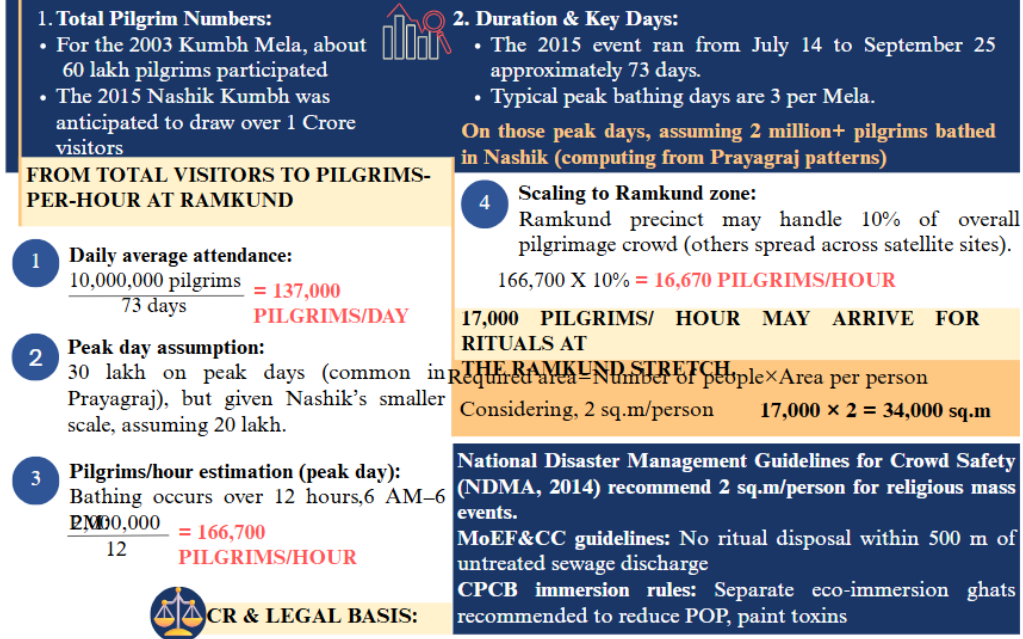 1. Total Pilgrim Numbers:
• For the 2003 Kumbh Mela, about
60 lakh pilgrims participated
• The 2015 Nashik Kumbh was
anticipated to draw over 1 Crore
visitors
2. Duration & Key Days:
• The 2015 event ran from July 14 to September 25
approximately 73 days.
• Typical peak bathing days are 3 per Mela.
On those peak days, assuming 2 million+ pilgrims bathed
in Nashik (computing from Prayagraj patterns)
FROM TOTAL VISITORS TO PILGRIMS-
PER-HOUR AT RAMKUND
1
Daily average attendance:
10,000,000 pilgrims
73 days
= 137,000
PILGRIMS/DAY
2
Peak day assumption:
30 lakh on peak days (common in
Prayagraj), but given Nashik's smaller
scale, assuming 20 lakh.
3
Pilgrims/hour estimation (peak day):
Bathing occurs over 12 hours,6 AM–6
PM:
2,000,000
12
= 166,700
PILGRIMS/HOUR
4
Scaling to Ramkund zone:
Ramkund precinct may handle 10% of overall
pilgrimage crowd (others spread across satellite sites).
166,700 X 10% = 16,670 PILGRIMS/HOUR
17,000 PILGRIMS/ HOUR MAY ARRIVE FOR
RITUALS AT
THE RAMKUND STRETCH.
Required area=Number of people×Area per person
Considering, 2 sq.m/person 17,000 × 2 = 34,000 sq.m
National Disaster Management Guidelines for Crowd Safety
(NDMA, 2014) recommend 2 sq.m/person for religious mass
events.
MoEF&CC guidelines: No ritual disposal within 500 m of
untreated sewage discharge
CPCB immersion rules: Separate eco-immersion ghats
recommended to reduce POP, paint toxins
CR & LEGAL BASIS: